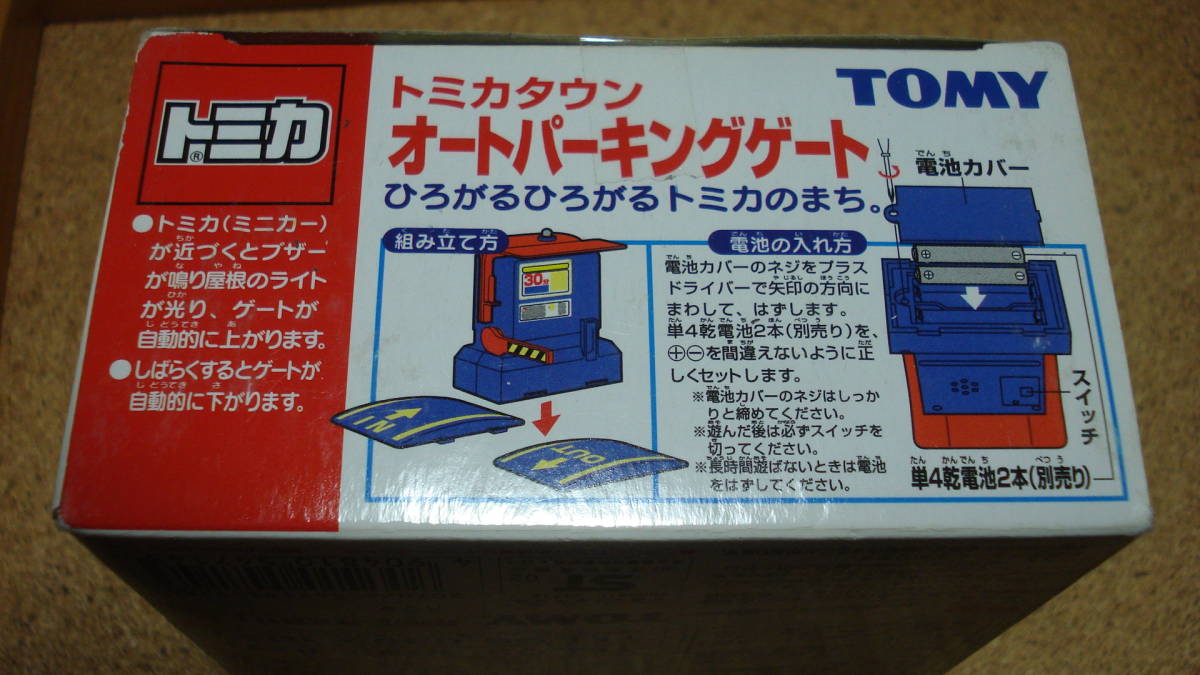 トミカ
®
●トミカ(ミニカー)
が近づくとブザー
が鳴り屋根のライト
が光り、ゲートが
自動的に上がります。
●しばらくするとゲートが
自動的に下がります。
トミカタウン
オートパーキングゲート
ひろがるひろがるトミカのまち。
TOMY
組み立て方
30分
IN
OUT
電池の入れ方
電池カバーのネジをプラス
ドライバーで矢印の方向に
まわして、はずします。
単4乾電池2本(別売り)を、
⊕⊖を間違えないように正
しくセットします。
※電池カバーのネジはしっか
りと締めてください。
※遊んだ後は必ずスイッチを
切ってください。
※長時間遊ばないときは電池
をはずしてください。
電池カバー
スイッチ
単4乾電池2本(別売り)
ST
TOMY